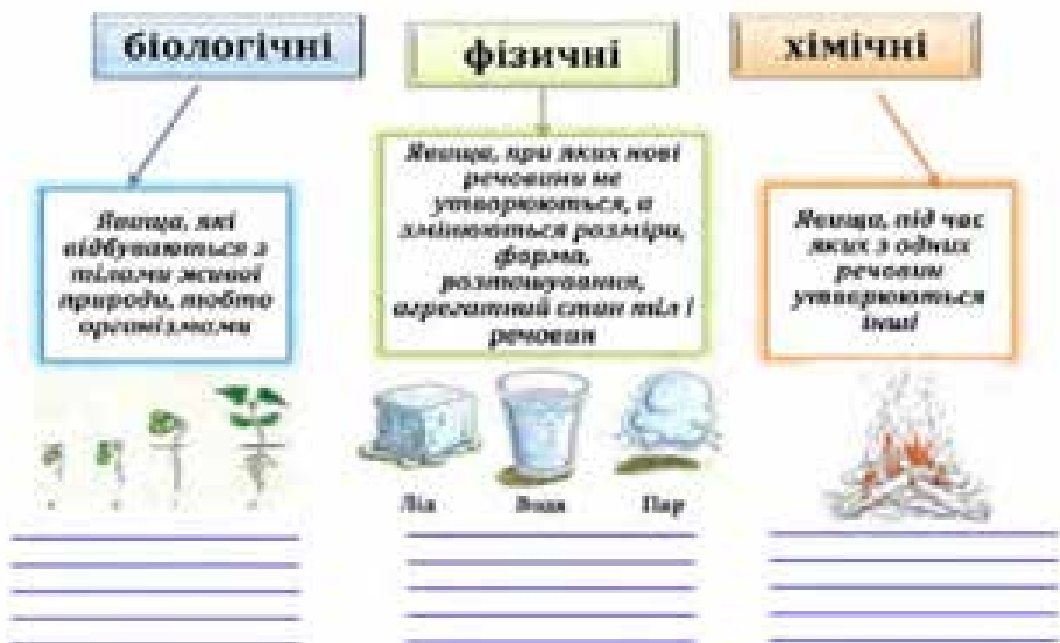 біологічні
фізичні
хімічні
Явища, які
відбуваються з
тілами живої
природи, тобто
організмами
Явища, при яких нові
речовини не
утворюються, а
змінюються розміри,
форма,
розташування,
агрегатний стан тіл і
речовин
Явища, під час
яких з одних
речовин
утворюються
інші
Лід
Вода
Пар